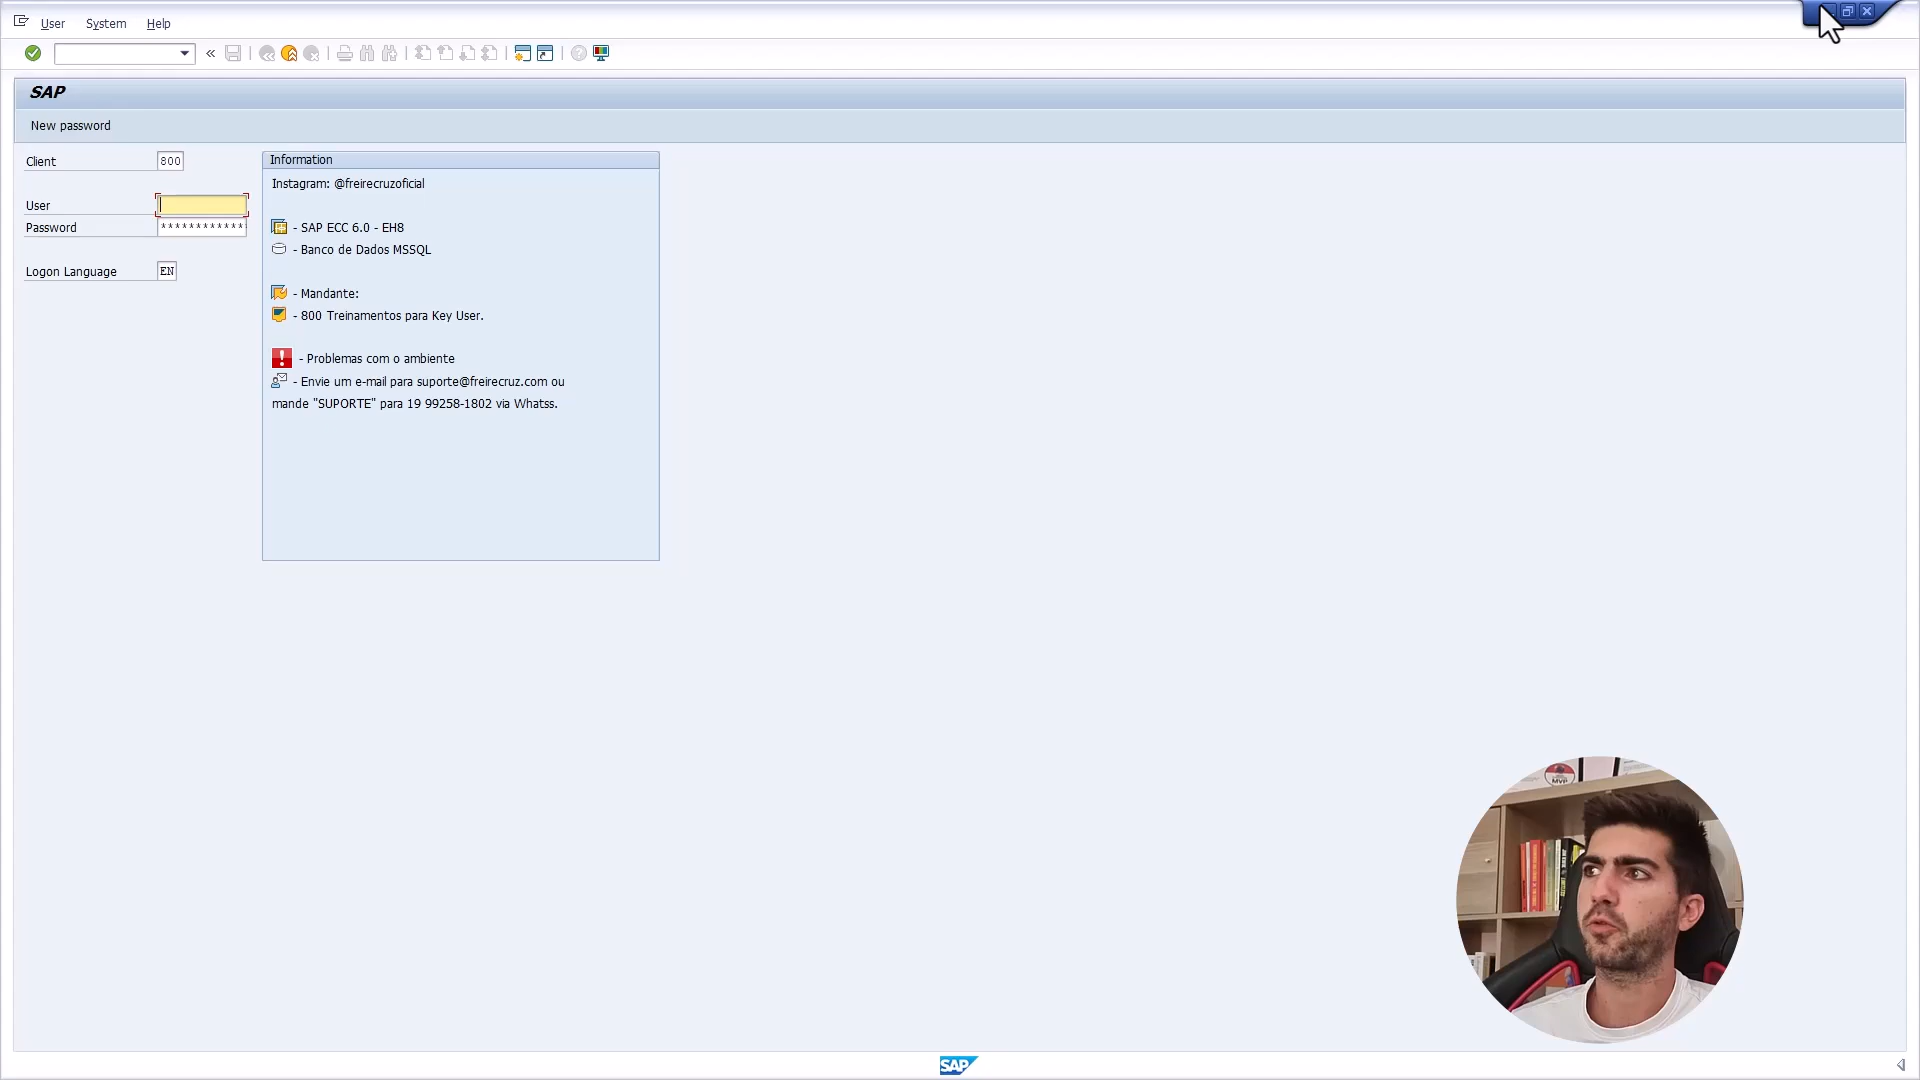 User System Help
SAP
New password
Client 800
User
Password ************
Logon Language EN
Information
Instagram: @freirecruzoficial
- SAP ECC 6.0 - EH8
- Banco de Dados MSSQL
- Mandante:
- 800 Treinamentos para Key User.
- Problemas com o ambiente
- Envie um e-mail para suporte@freirecruz.com ou
mande "SUPORTE" para 19 99258-1802 via Whatss.
MVP
SAP